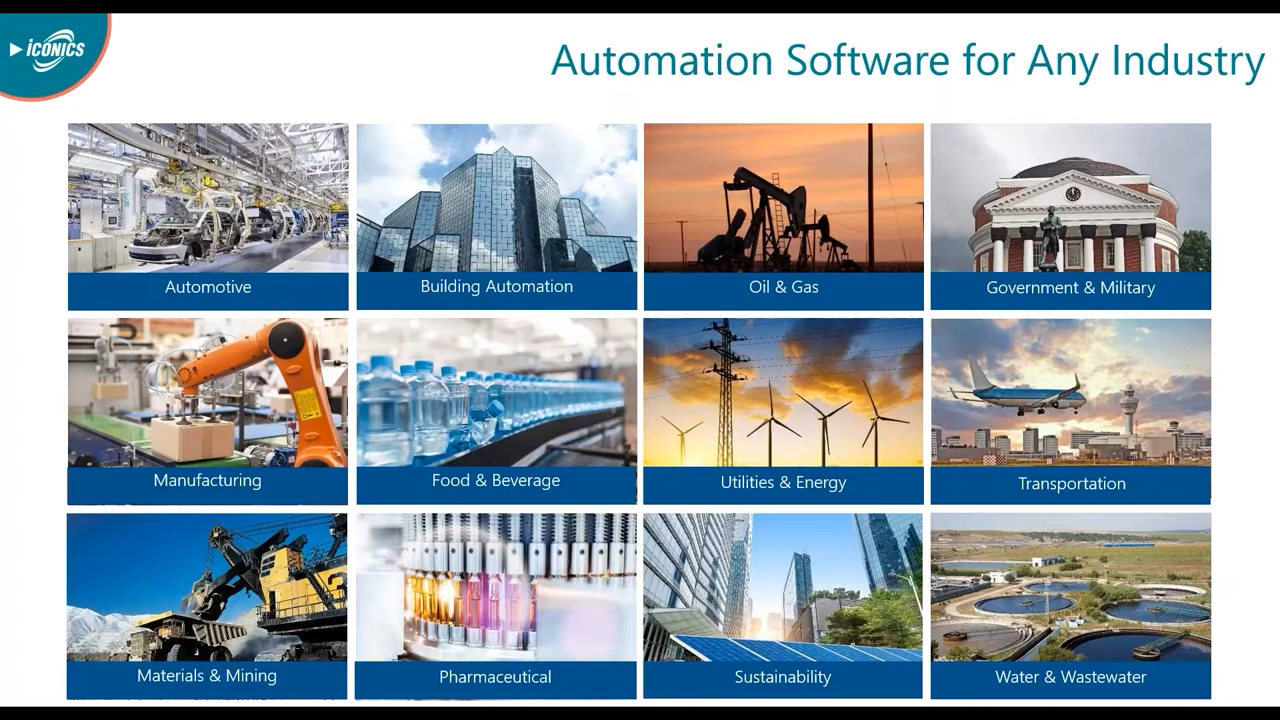 ICONICS
Automation Software for Any Industry
Automotive
Building Automation
Oil & Gas
Government & Military
Manufacturing
Food & Beverage
Utilities & Energy
Transportation
Materials & Mining
Pharmaceutical
Sustainability
Water & Wastewater